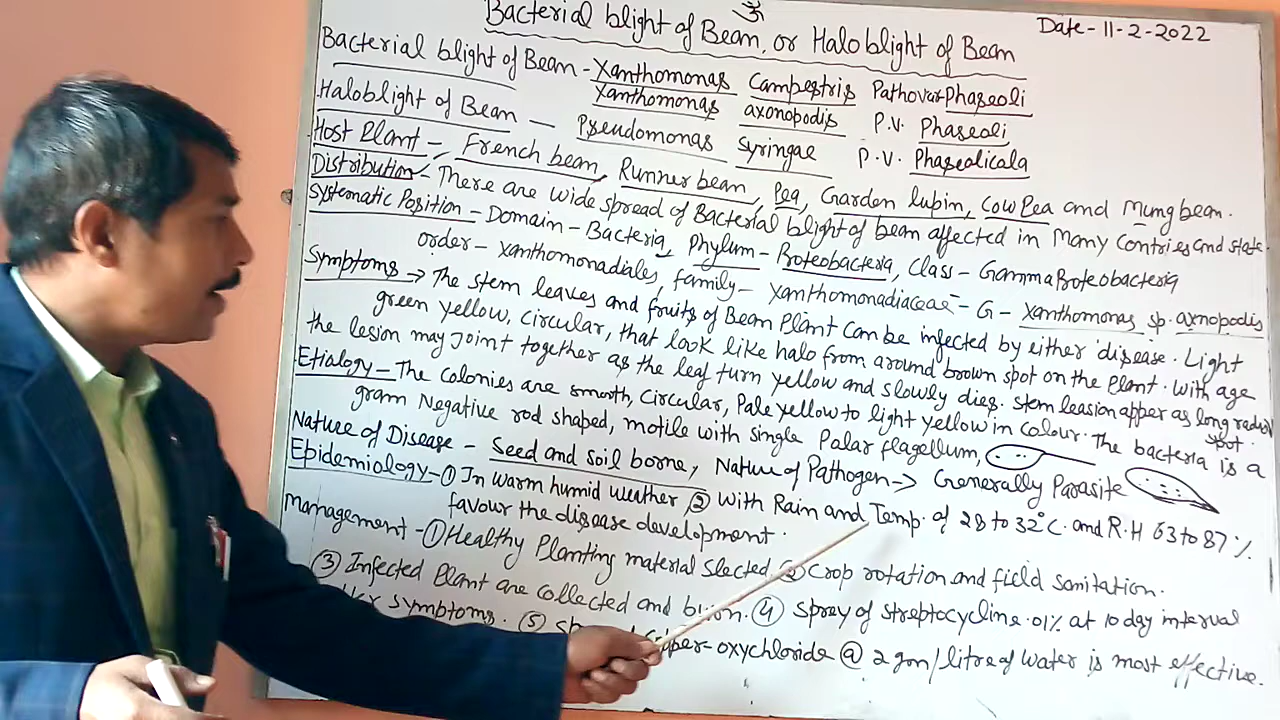 ॐ
Bacterial blight of Bean, or Halo blight of Bean
Date - 11-2-2022
Bacterial blight of Bean - Xanthomonas Campestris Pathovar Phaseoli
Xanthomonas axonopodis P.V. Phaseoli
Haloblight of Bean — Pseudomonas Syringae P.V. Phasealicala
Host Plant - French beam, Runner bean, Pea, Garden lupin, Cow Pea and Mung bean.
Distribution - There are wide spread of Bacterial blight of beam affected in Many Contries and state.
Systematic Position - Domain - Bacteria, Phylum - Proteobacteria, Class - Gamma Proteobacteria
order - Xanthomonadiales, family - Xanthomonadiaceae - G - Xanthomonas sp. axnopodis
Symptoms → The stem leaves and fruits of Bean Plant can be infected by either disease. Light
green yellow, circular, that look like halo from around brown spot on the plant. with age
the lesion may joint together as the leaf turn yellow and slowly dies. stem leasion apper as long radial spot.
Etialogy - The colonies are smooth, circular, Pale yellow to light yellow in colour. The bacteria is a
gram Negative rod shaped, motile with single Palar flagellum,
Nature of Disease - Seed and soil borne, Nature of Pathogen → Generally Parasite
Epidemiology - ① In warm humid weather, ② with Rain and Temp. of 28 to 32°C. and R.H 63 to 87 %
favour the disease development.
Management - ① Healthy Planting material slected ② Crop rotation and field sanitation.
③ Infected Plant are collected and burn. ④ Spray of streptocycline .01% at 10 day interval
symptoms. ⑤ oxychloride @ 2 gm/litre of water is most effective.